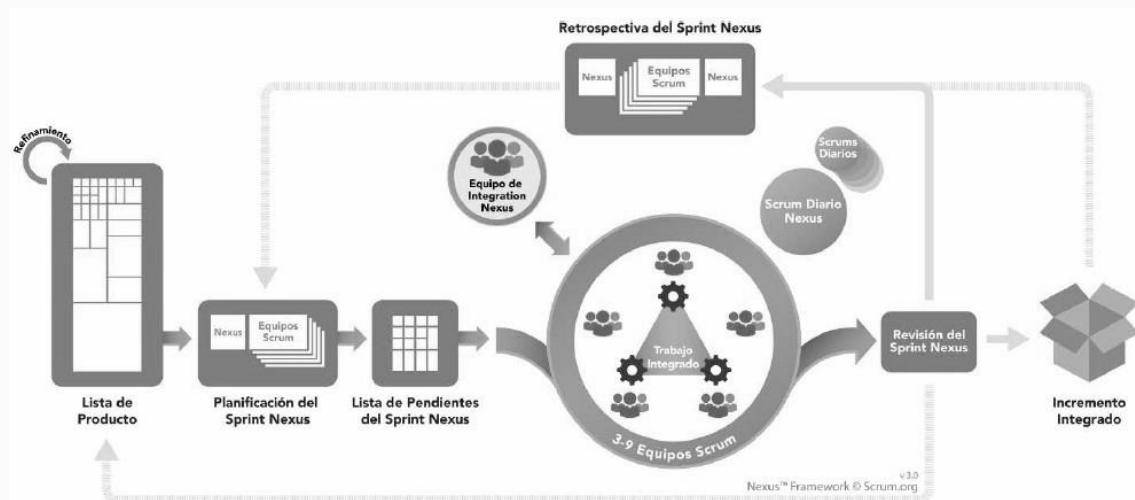 Retrospectiva del Sprint Nexus
Nexus
Equipos
Scrum
Nexus
Refinamiento
Equipo de
Integration
Nexus
Scrums
Diarios
Scrum Diario
Nexus
Nexus
Equipos
Scrum
Trabajo
Integrado
Revisión del
Sprint Nexus
Lista de
Producto
Planificación del
Sprint Nexus
Lista de Pendientes
del Sprint Nexus
3-9 Equipos Scrum
Incremento
Integrado
v 3.0
Nexus™ Framework © Scrum.org